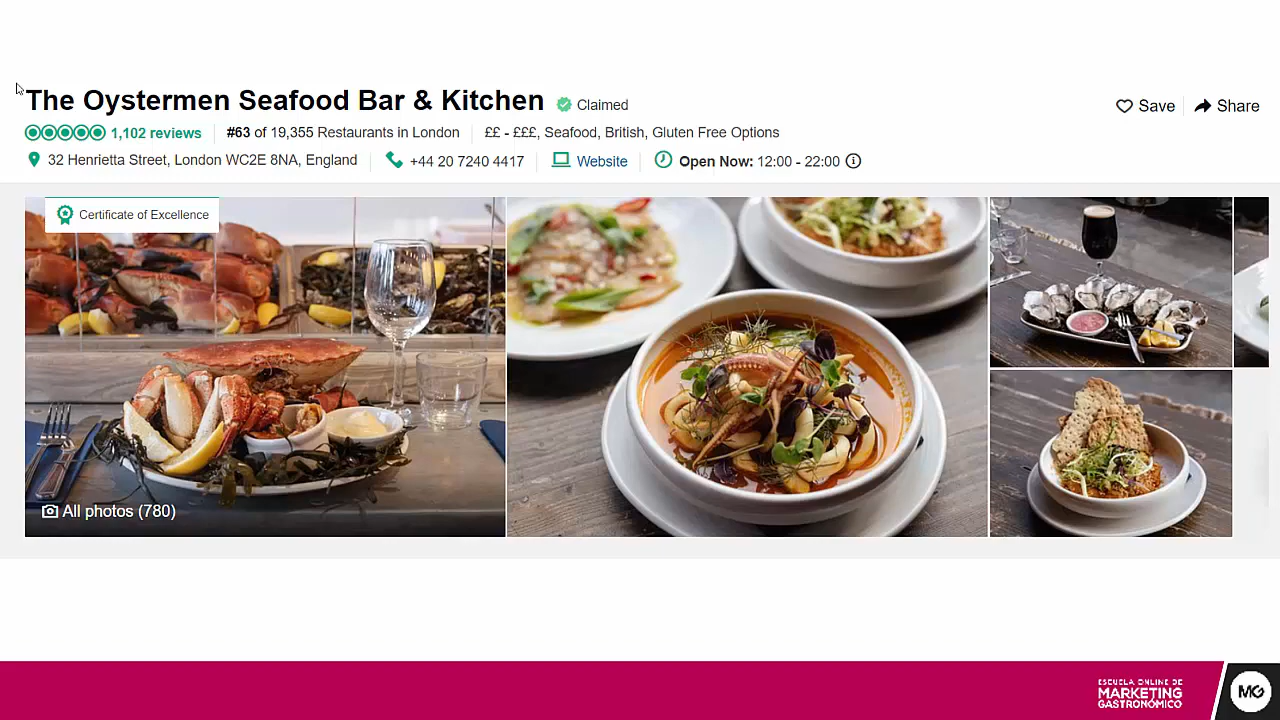 The Oystermen Seafood Bar & Kitchen Claimed
Save Share
1,102 reviews #63 of 19,355 Restaurants in London ££ - £££, Seafood, British, Gluten Free Options
32 Henrietta Street, London WC2E 8NA, England +44 20 7240 4417 Website Open Now: 12:00 - 22:00
Certificate of Excellence
All photos (780)
ESCUELA ONLINE DE
MARKETING
GASTRONÓMICO
MG